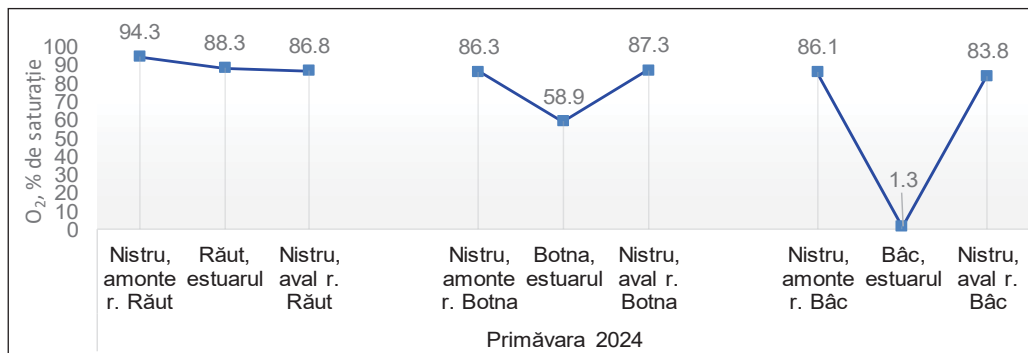 O₂, % de saturație
100
90
80
70
60
50
40
30
20
10
0
94.3
88.3
86.8
86.3
58.9
87.3
86.1
1.3
83.8
Nistru, amonte r. Răut
Răut, estuarul
Nistru, aval r. Răut
Nistru, amonte r. Botna
Botna, estuarul
Nistru, aval r. Botna
Nistru, amonte r. Bâc
Bâc, estuarul
Nistru, aval r. Bâc
Primăvara 2024